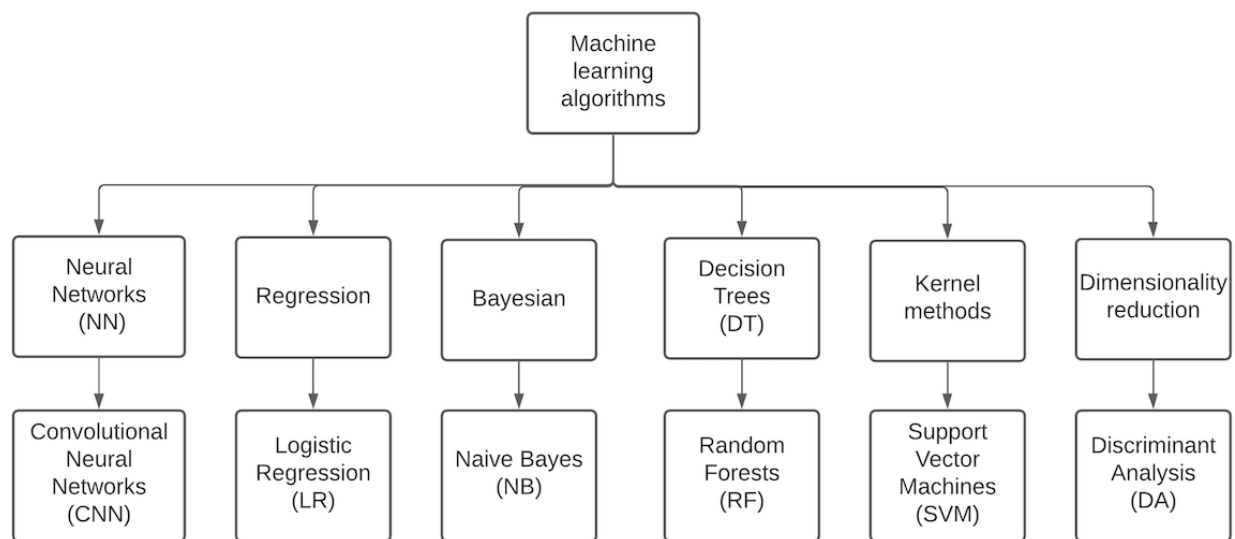 Machine
learning
algorithms
Neural
Networks
(NN)
Regression
Bayesian
Decision
Trees
(DT)
Kernel
methods
Dimensionality
reduction
Convolutional
Neural
Networks
(CNN)
Logistic
Regression
(LR)
Naive Bayes
(NB)
Random
Forests
(RF)
Support
Vector
Machines
(SVM)
Discriminant
Analysis
(DA)